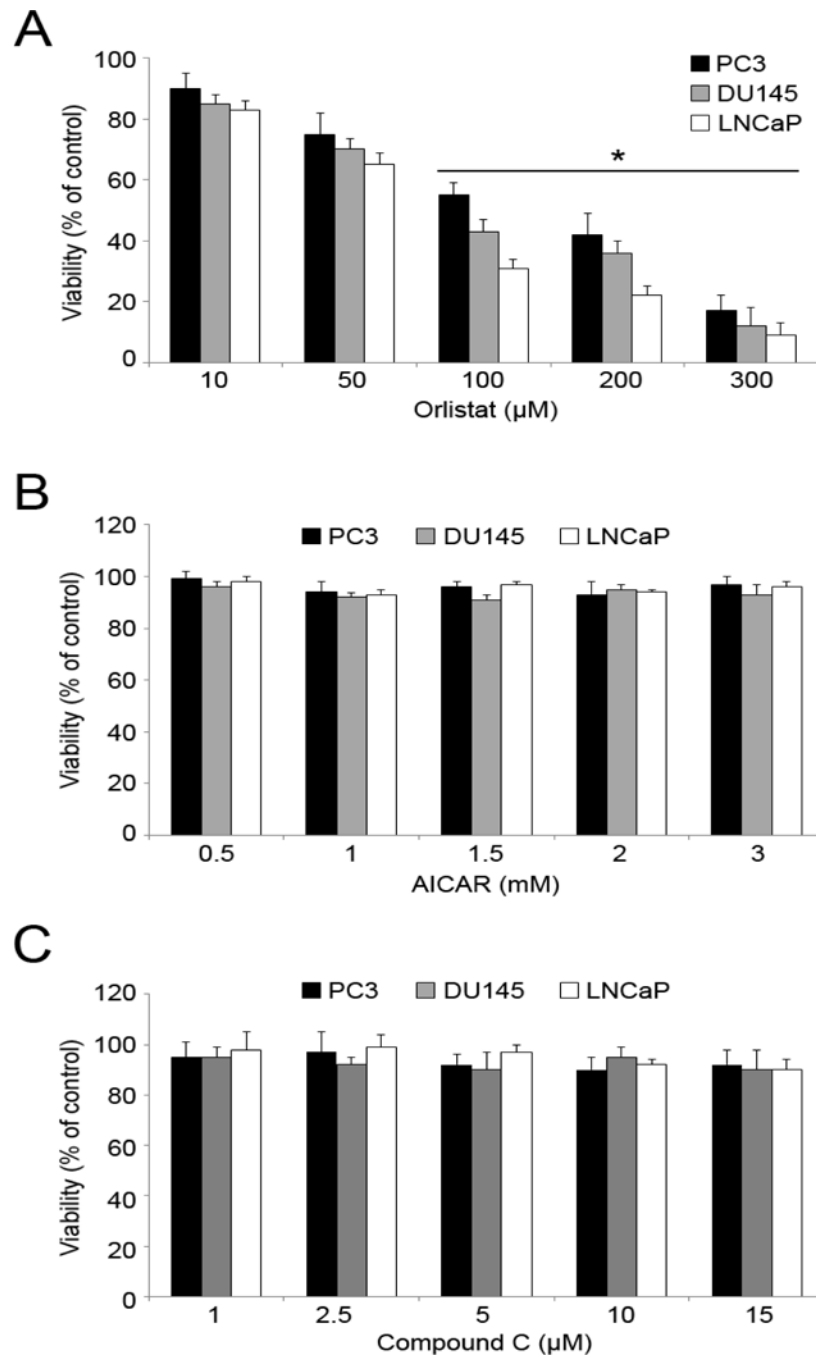 A
PC3
DU145
LNCaP
*
100
80
60
40
20
0
Viability (% of control)
10 50 100 200 300
Orlistat (µM)
B
PC3 DU145 LNCaP
120
100
80
60
40
20
0
Viability (% of control)
0.5 1 1.5 2 3
AICAR (mM)
C
PC3 DU145 LNCaP
120
100
80
60
40
20
0
Viability (% of control)
1 2.5 5 10 15
Compound C (µM)